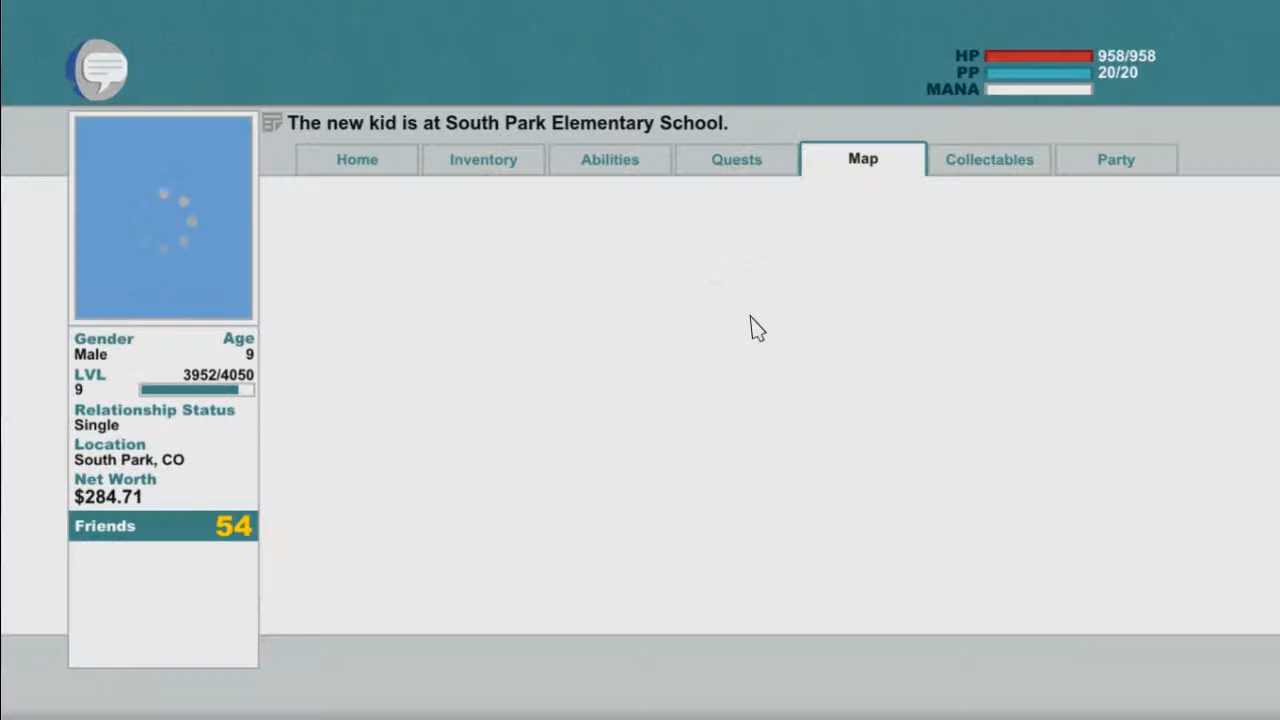 HP 958/958
PP 20/20
MANA
The new kid is at South Park Elementary School.
Home Inventory Abilities Quests Map Collectables Party
Gender Age
Male 9
LVL 3952/4050
9
Relationship Status
Single
Location
South Park, CO
Net Worth
$284.71
Friends 54